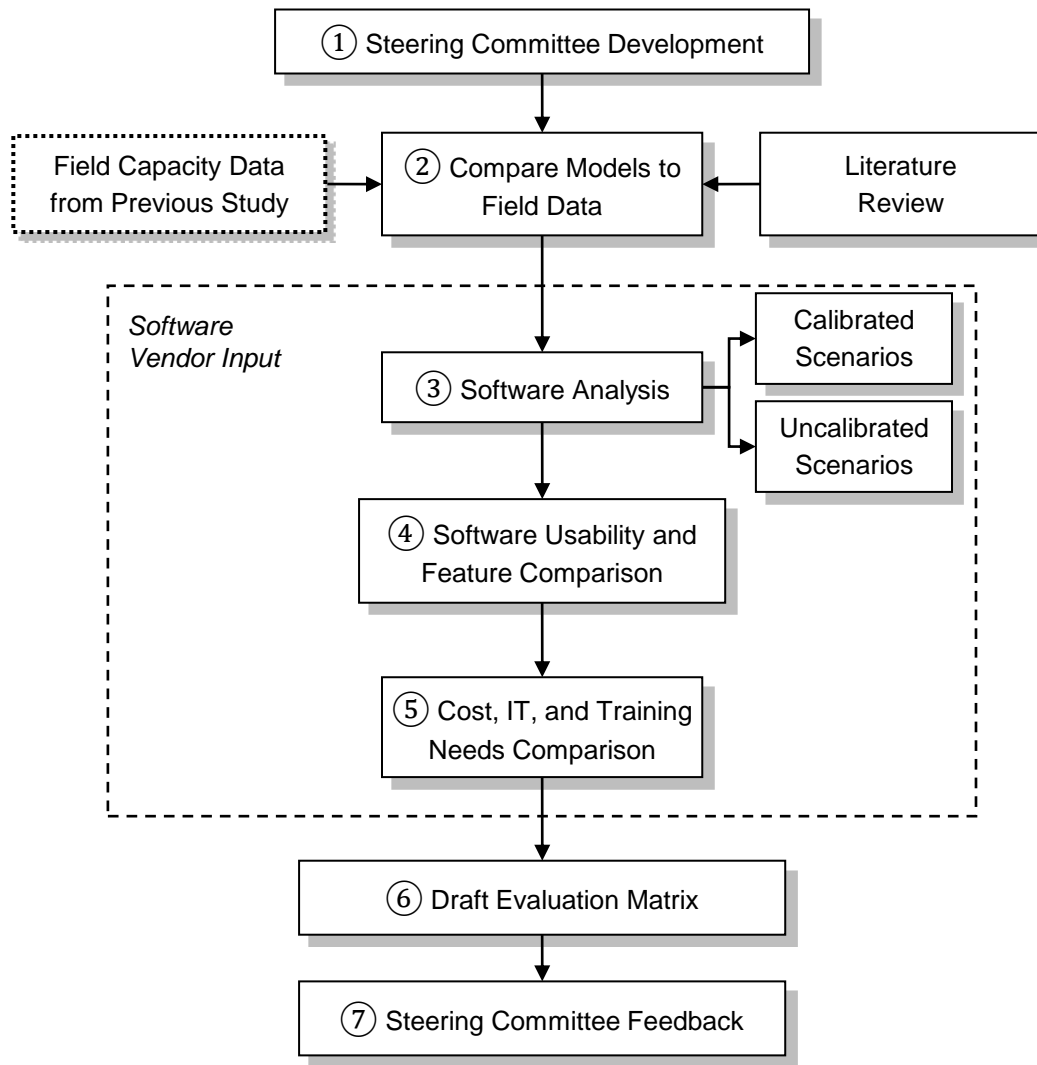 ① Steering Committee Development
Field Capacity Data
from Previous Study
② Compare Models to
Field Data
Literature
Review
Software
Vendor Input
Calibrated
Scenarios
③ Software Analysis
Uncalibrated
Scenarios
④ Software Usability and
Feature Comparison
⑤ Cost, IT, and Training
Needs Comparison
⑥ Draft Evaluation Matrix
⑦ Steering Committee Feedback